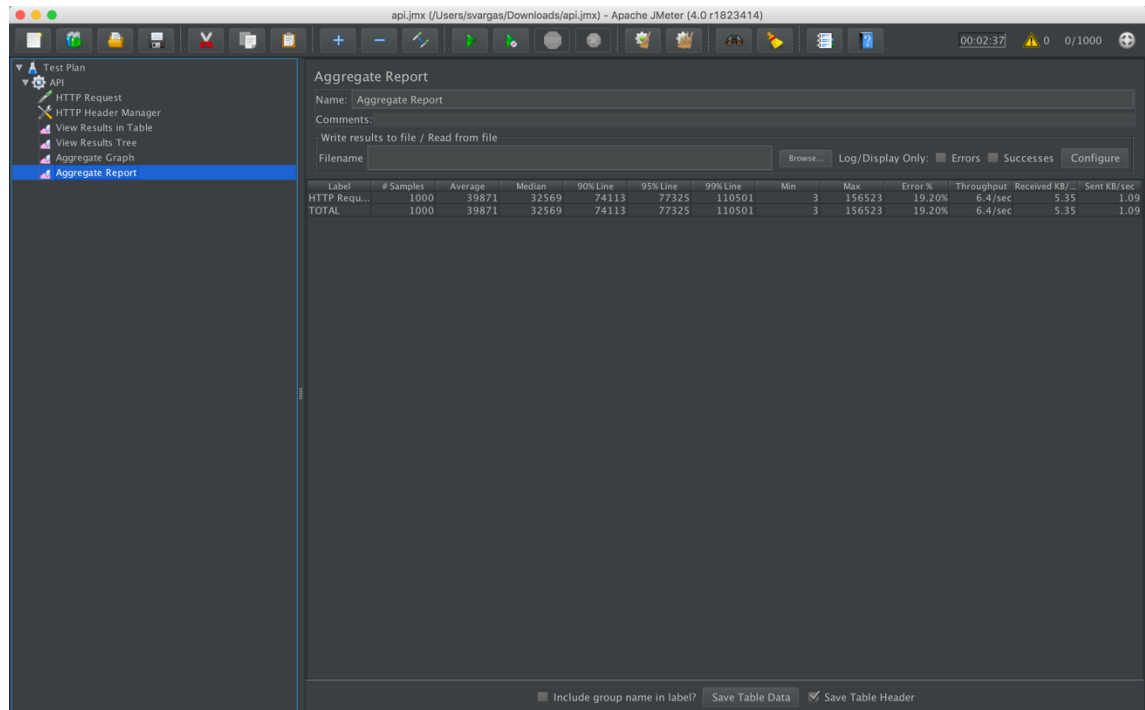 api.jmx (/Users/svargas/Downloads/api.jmx) - Apache JMeter (4.0 r1823414)
00:02:37 0 0/1000
Test Plan
API
HTTP Request
HTTP Header Manager
View Results in Table
View Results Tree
Aggregate Graph
Aggregate Report
Aggregate Report
Name: Aggregate Report
Comments:
Write results to file / Read from file
Filename Browse... Log/Display Only: Errors Successes Configure
Label # Samples Average Median 90% Line 95% Line 99% Line Min Max Error % Throughput Received KB/... Sent KB/sec
HTTP Requ... 1000 39871 32569 74113 77325 110501 3 156523 19.20% 6.4/sec 5.35 1.09
TOTAL 1000 39871 32569 74113 77325 110501 3 156523 19.20% 6.4/sec 5.35 1.09
Include group name in label? Save Table Data Save Table Header